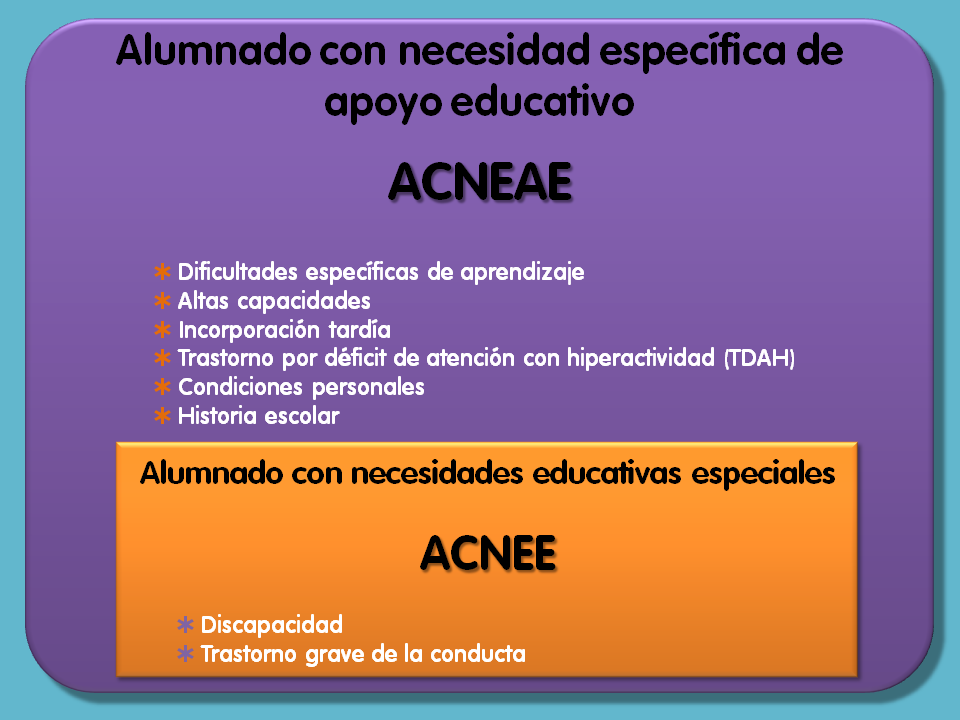 Alumnado con necesidad específica de
apoyo educativo
ACNEAE
* Dificultades específicas de aprendizaje
* Altas capacidades
* Incorporación tardía
* Trastorno por déficit de atención con hiperactividad (TDAH)
* Condiciones personales
* Historia escolar
Alumnado con necesidades educativas especiales
ACNEE
* Discapacidad
* Trastorno grave de la conducta